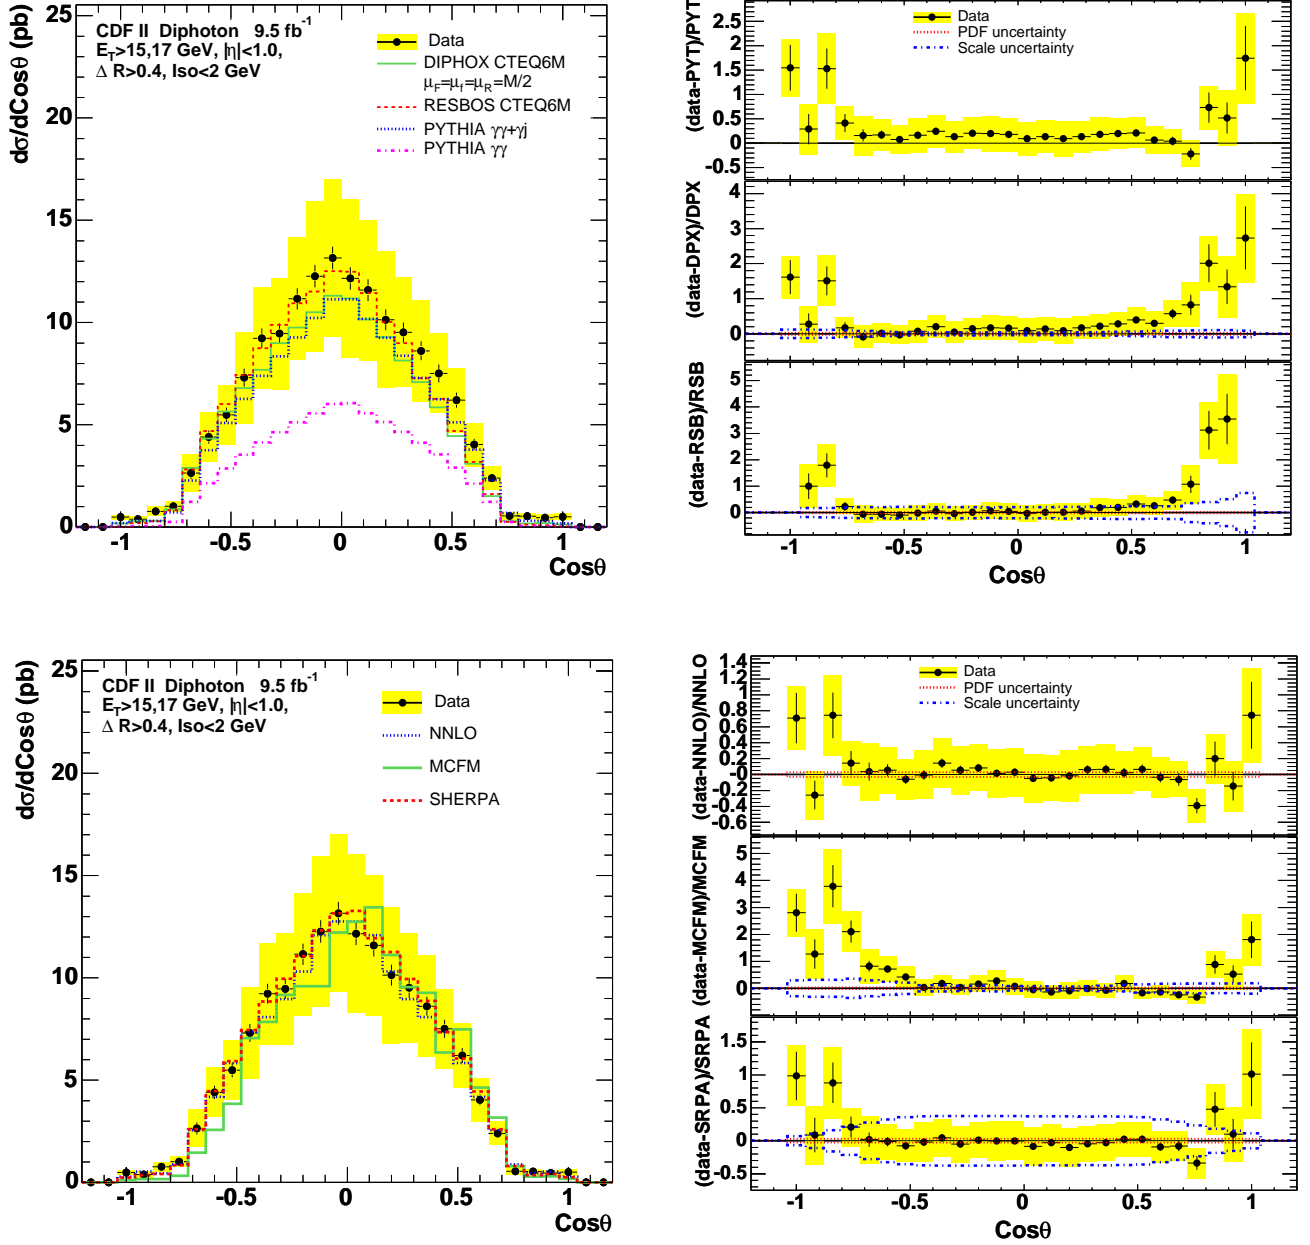 CDF II Diphoton 9.5 fb⁻¹
E_T>15,17 GeV, |η|<1.0,
Δ R>0.4, Iso<2 GeV
Data
DIPHOX CTEQ6M
μ_F=μ_f=μ_R=M/2
RESBOS CTEQ6M
PYTHIA γγ+γj
PYTHIA γγ
dσ/dCosθ (pb)
25
20
15
10
5
0
-1 -0.5 0 0.5 1
Cosθ
Data
PDF uncertainty
Scale uncertainty
(data-PYT)/PYT
2.5
2
1.5
1
0.5
0
-0.5
(data-DPX)/DPX
4
3
2
1
0
(data-RSB)/RSB
5
4
3
2
1
0
-1 -0.5 0 0.5 1
Cosθ
CDF II Diphoton 9.5 fb⁻¹
E_T>15,17 GeV, |η|<1.0,
Δ R>0.4, Iso<2 GeV
Data
NNLO
MCFM
SHERPA
dσ/dCosθ (pb)
25
20
15
10
5
0
-1 -0.5 0 0.5 1
Cosθ
Data
PDF uncertainty
Scale uncertainty
(data-NNLO)/NNLO
1.4
1.2
1
0.8
0.6
0.4
0.2
-0
-0.2
-0.4
-0.6
(data-MCFM)/MCFM
5
4
3
2
1
0
(data-SRPA)/SRPA
1.5
1
0.5
0
-0.5
-1 -0.5 0 0.5 1
Cosθ